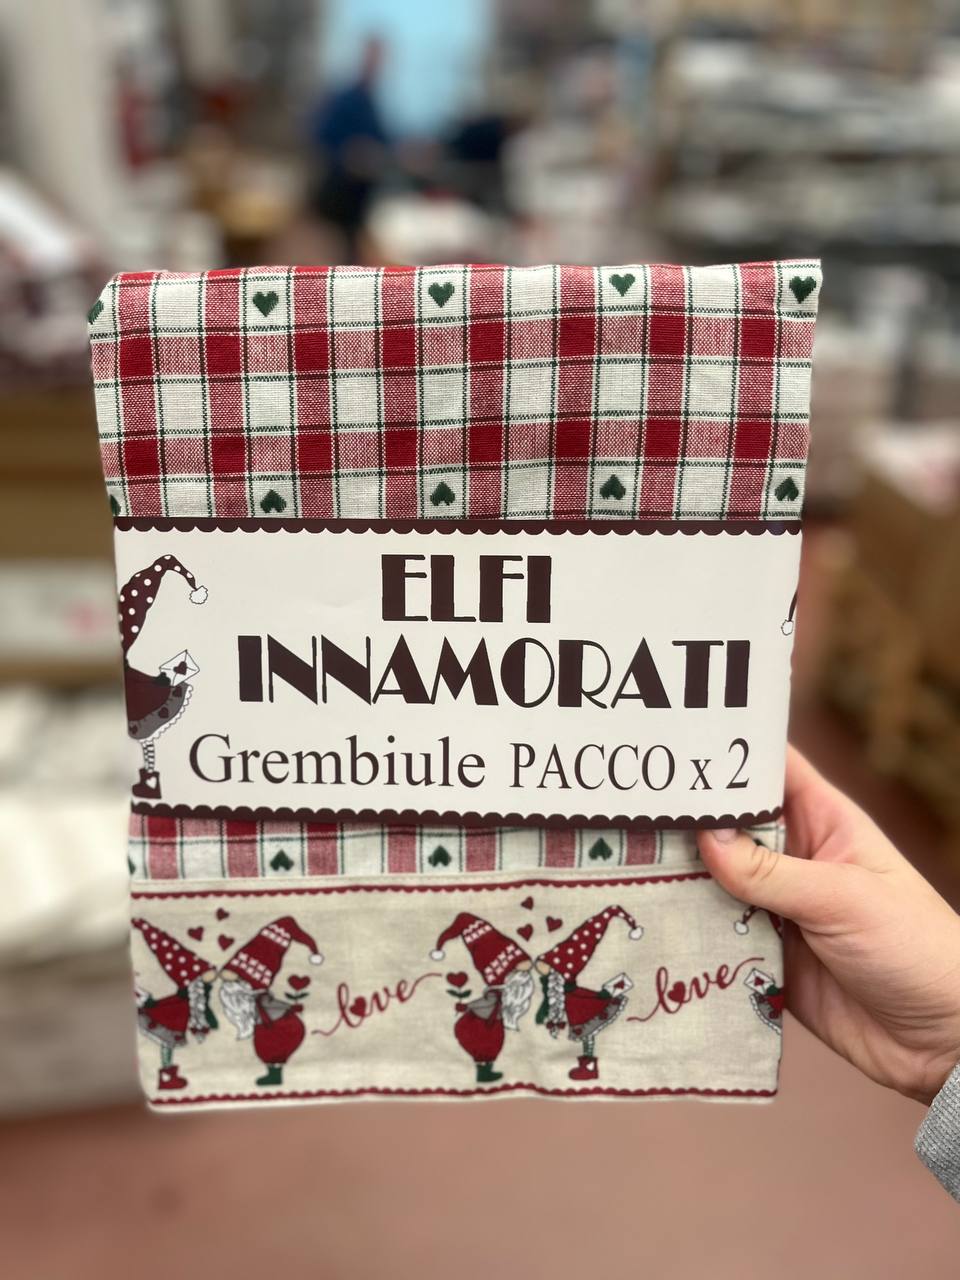 ELFI
INNAMORATI
Grembiule PACCO x 2
love love